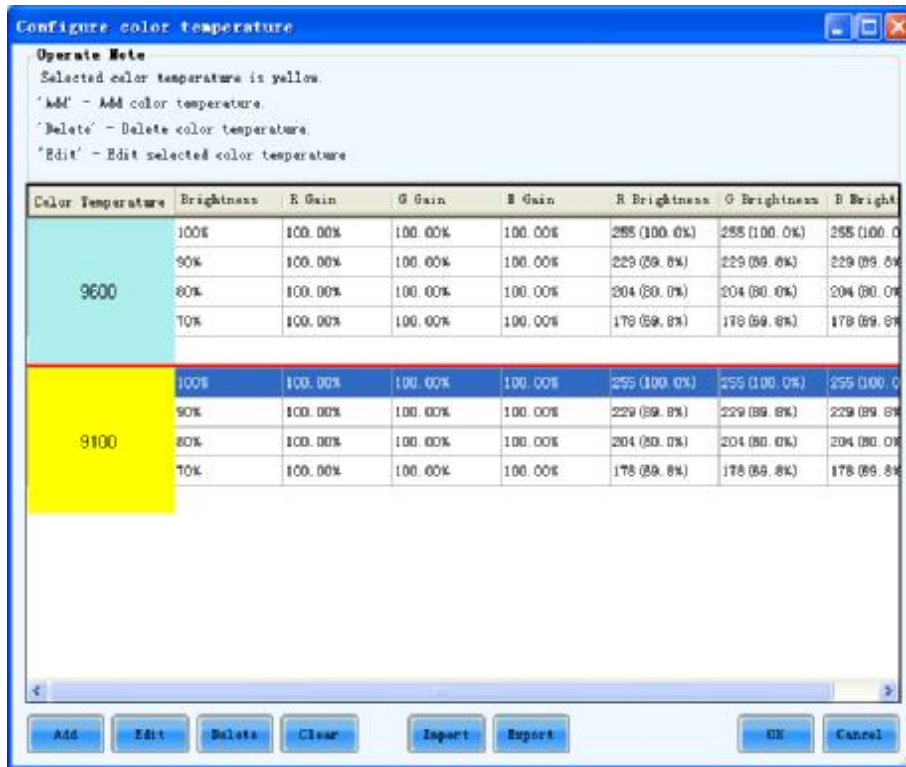 Configure color temperature
Operate Note
Selected color temperature is yellow.
'Add' - Add color temperature.
'Delete' - Delete color temperature.
'Edit' - Edit selected color temperature
Color Temperature Brightness R Gain G Gain B Gain R Brightness G Brightness B Bright
100% 100.00% 100.00% 100.00% 255(100.0%) 255(100.0%) 255(100.0
90% 100.00% 100.00% 100.00% 229(89.8%) 229(89.8%) 229(89.8%
9600
80% 100.00% 100.00% 100.00% 204(80.0%) 204(80.0%) 204(80.0%
70% 100.00% 100.00% 100.00% 178(69.8%) 178(69.8%) 178(69.8%
100% 100.00% 100.00% 100.00% 255(100.0%) 255(100.0%) 255(100.0
90% 100.00% 100.00% 100.00% 229(89.8%) 229(89.8%) 229(89.8%
9100
80% 100.00% 100.00% 100.00% 204(80.0%) 204(80.0%) 204(80.0%
70% 100.00% 100.00% 100.00% 178(69.8%) 178(69.8%) 178(69.8%
Add Edit Delete Clear Import Export OK Cancel